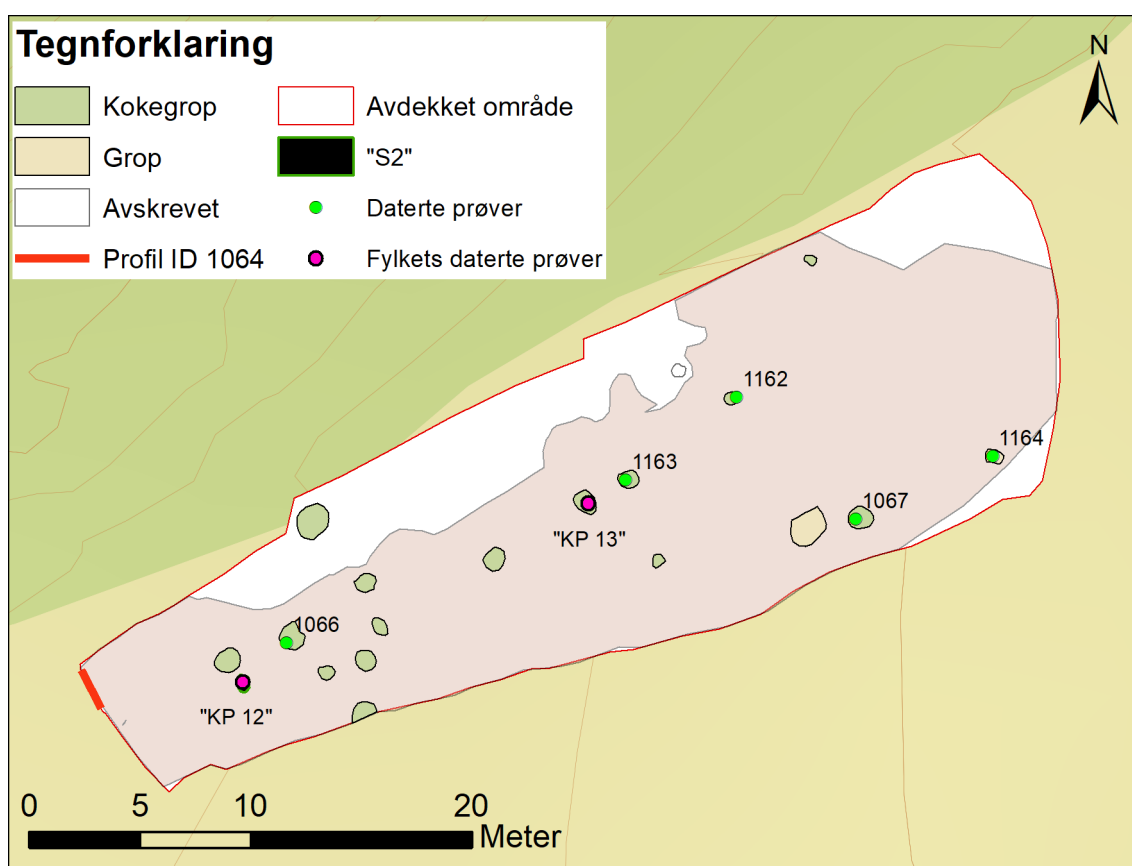 Tegnforklaring
Kokegrop
Grop
Avskrevet
Profil ID 1064
Avdekket område
"S2"
Daterte prøver
Fylkets daterte prøver
N
1162
1163
1164
"KP 13"
1067
1066
"KP 12"
0 5 10 20
Meter